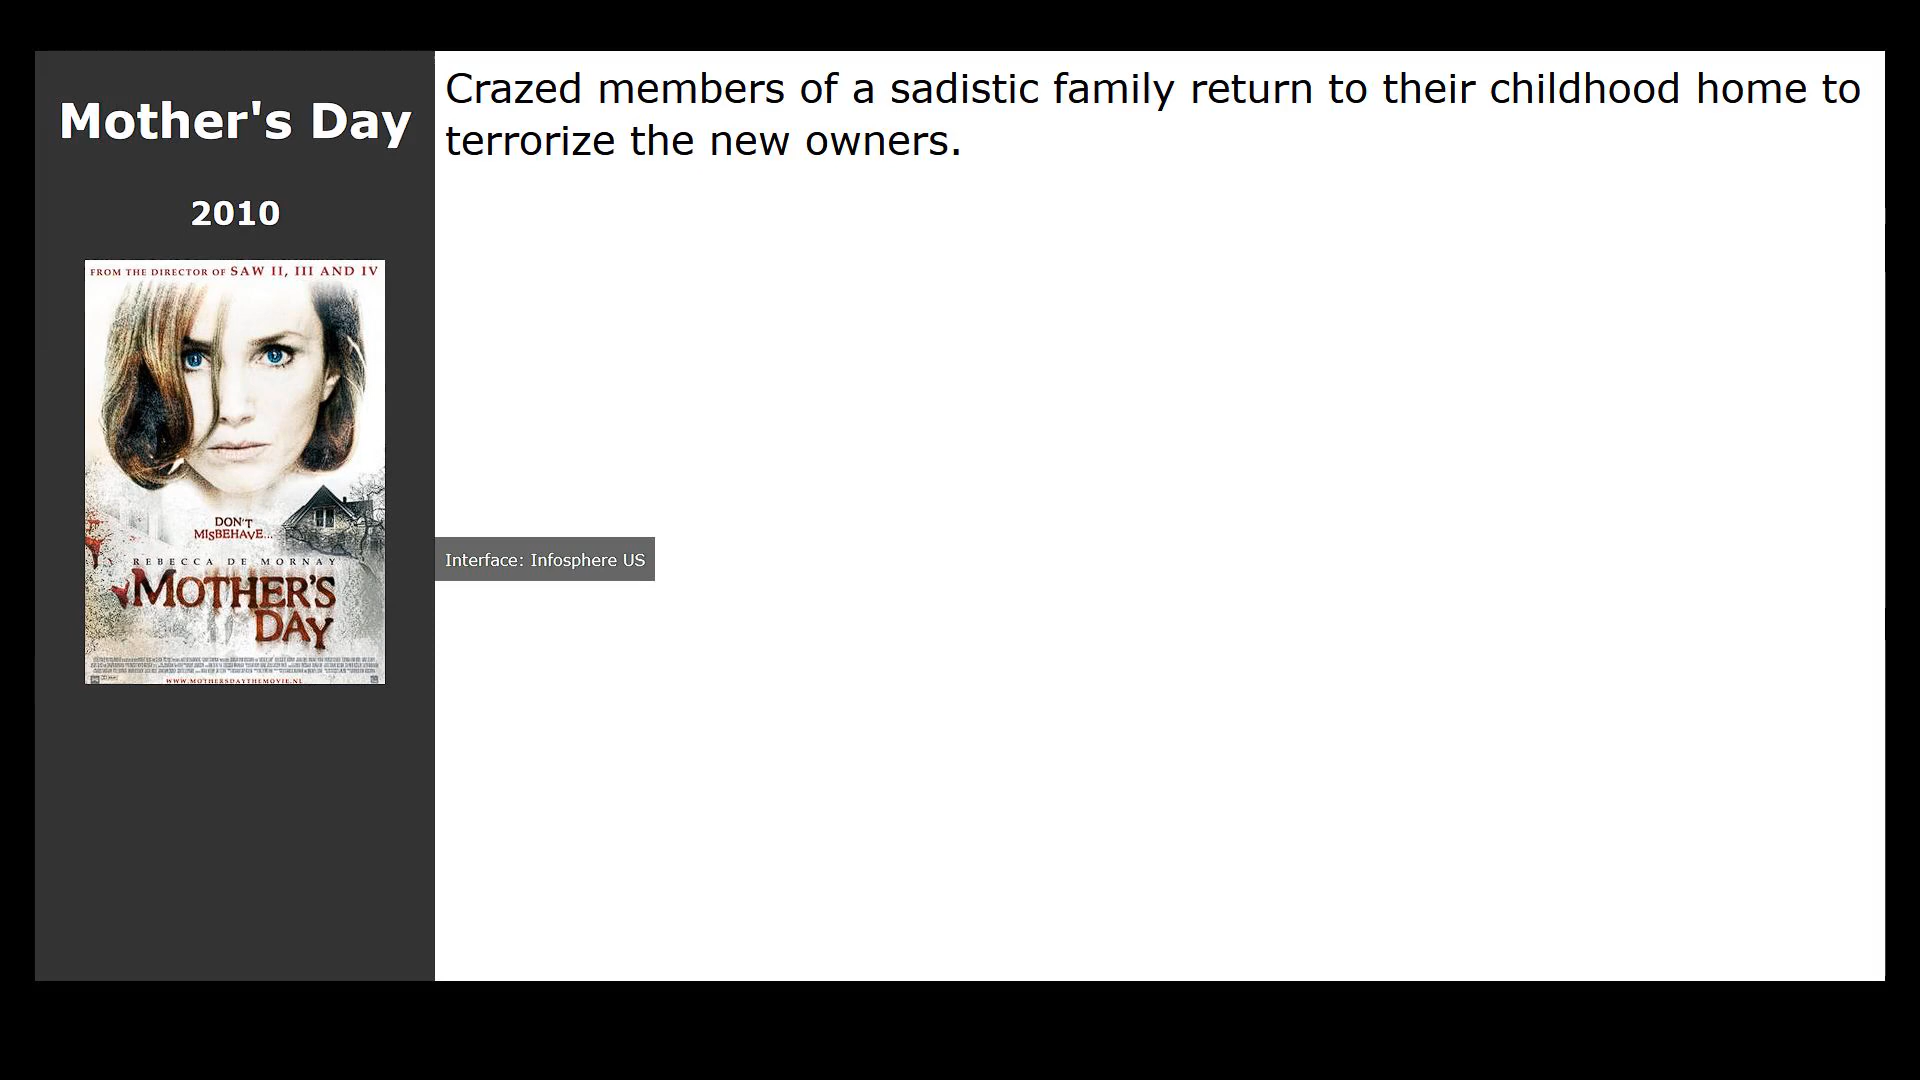 Mother's Day
2010
FROM THE DIRECTOR OF SAW II, III AND IV
DON'T
MISBEHAVE...
REBECCA DE MORNAY
MOTHER'S
DAY
WWW.MOTHERSDAYTHEMOVIE.NL
Crazed members of a sadistic family return to their childhood home to
terrorize the new owners.
Interface: Infosphere US